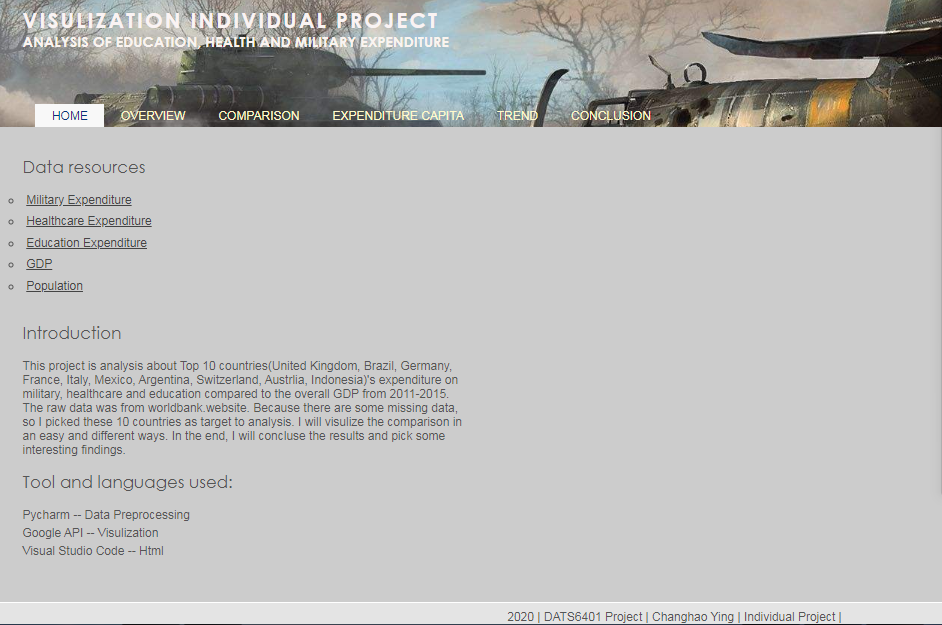 VISULIZATION INDIVIDUAL PROJECT
ANALYSIS OF EDUCATION, HEALTH AND MILITARY EXPENDITURE
HOME OVERVIEW COMPARISON EXPENDITURE CAPITA TREND CONCLUSION
Data resources
Military Expenditure
Healthcare Expenditure
Education Expenditure
GDP
Population
Introduction
This project is analysis about Top 10 countries(United Kingdom, Brazil, Germany,
France, Italy, Mexico, Argentina, Switzerland, Austrlia, Indonesia)'s expenditure on
military, healthcare and education compared to the overall GDP from 2011-2015.
The raw data was from worldbank.website. Because there are some missing data,
so I picked these 10 countries as target to analysis. I will visulize the comparison in
an easy and different ways. In the end, I will concluse the results and pick some
interesting findings.
Tool and languages used:
Pycharm -- Data Preprocessing
Google API -- Visulization
Visual Studio Code -- Html
2020 | DATS6401 Project | Changhao Ying | Individual Project |